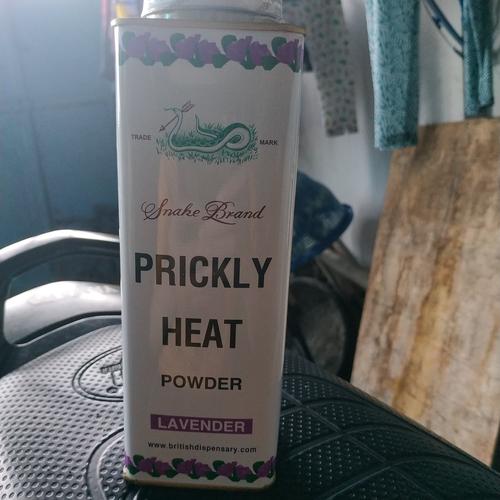 TRADE MARK
Snake Brand
PRICKLY
HEAT
POWDER
LAVENDER
www.britishdispensary.com